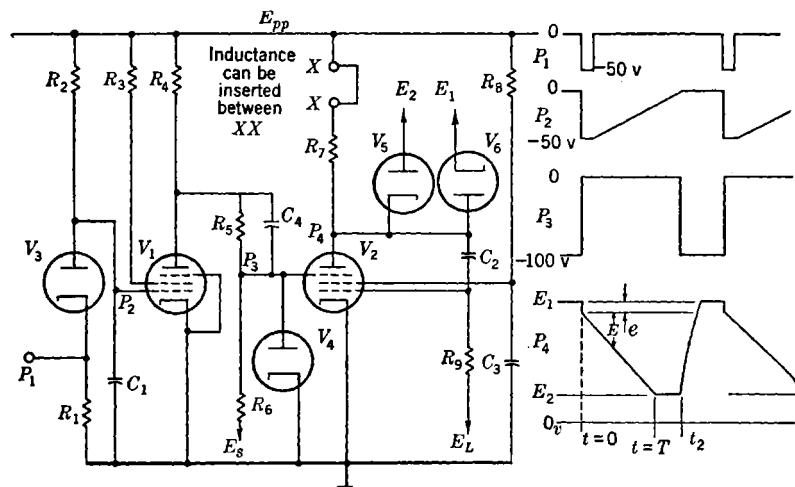 E_pp
R_2
R_3
R_4
Inductance
can be
inserted
between
XX
X
X
R_7
E_2
E_1
R_8
V_5
V_6
V_3
V_1
R_5
C_4
P_3
P_4
V_2
C_2
P_2
V_4
P_1
R_1
C_1
R_6
R_9
C_3
E_s
E_L
0
P_1
-50 v
0
P_2
-50 v
0
P_3
-100 v
E_1
E
e
P_4
E_2
0_v
t = 0
t = T
t_2